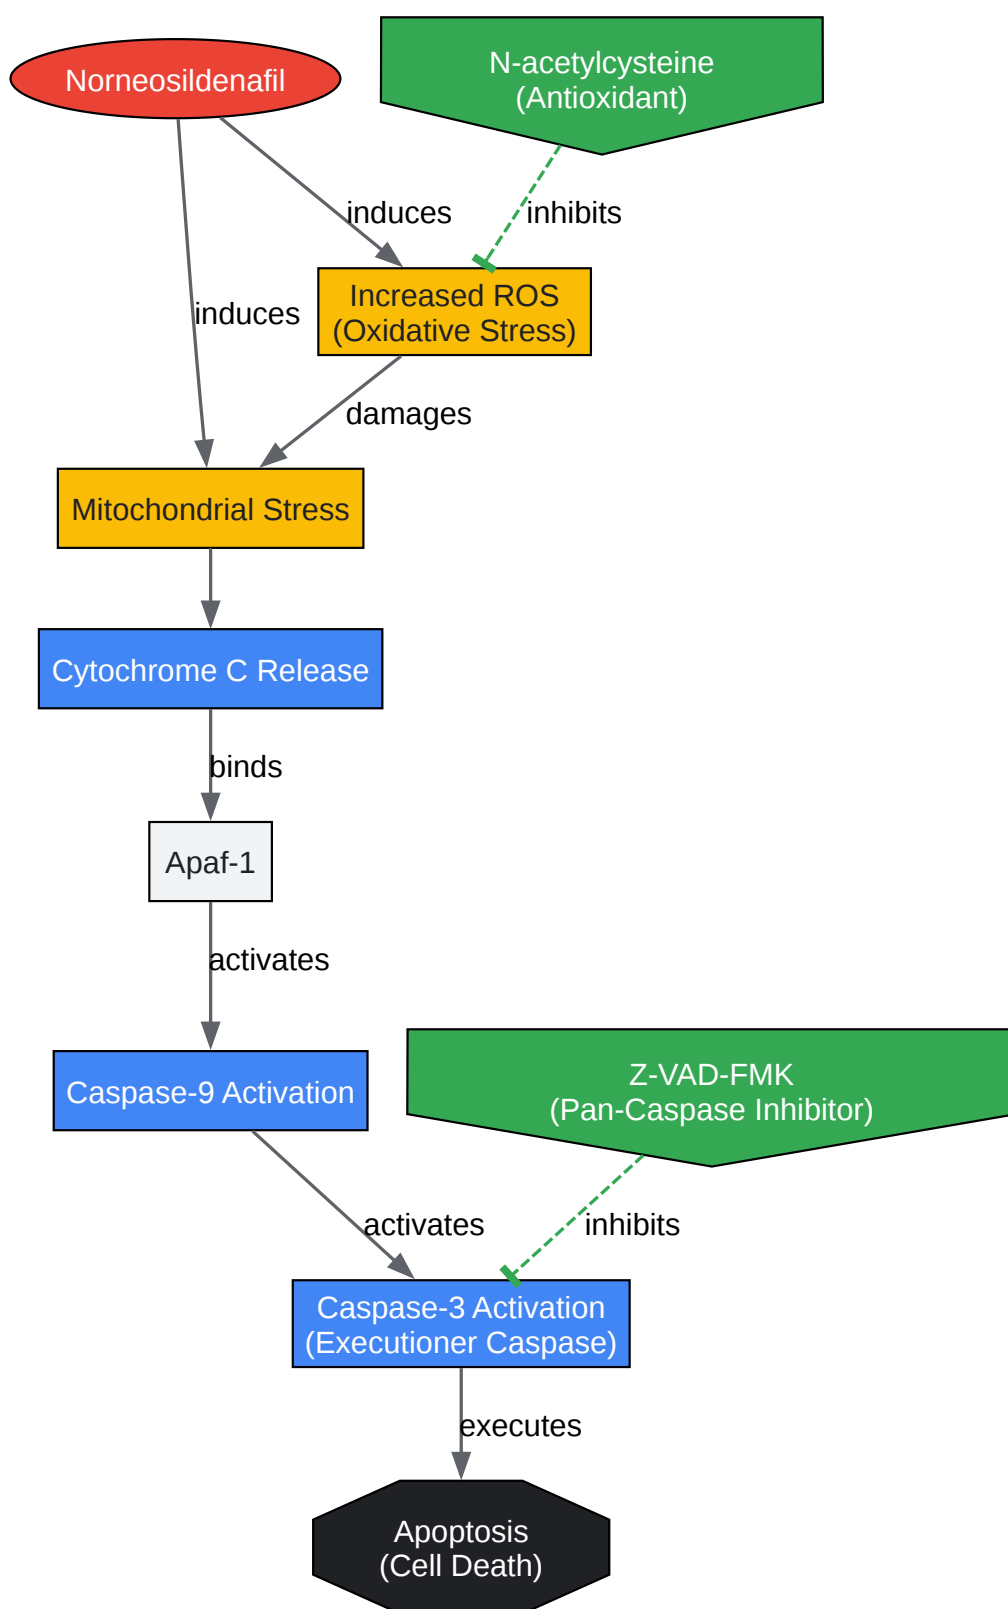 Norneosildenafil
N-acetylcysteine
(Antioxidant)
induces
inhibits
induces
Increased ROS
(Oxidative Stress)
damages
Mitochondrial Stress
Cytochrome C Release
binds
Apaf-1
activates
Caspase-9 Activation
Z-VAD-FMK
(Pan-Caspase Inhibitor)
activates
inhibits
Caspase-3 Activation
(Executioner Caspase)
executes
Apoptosis
(Cell Death)